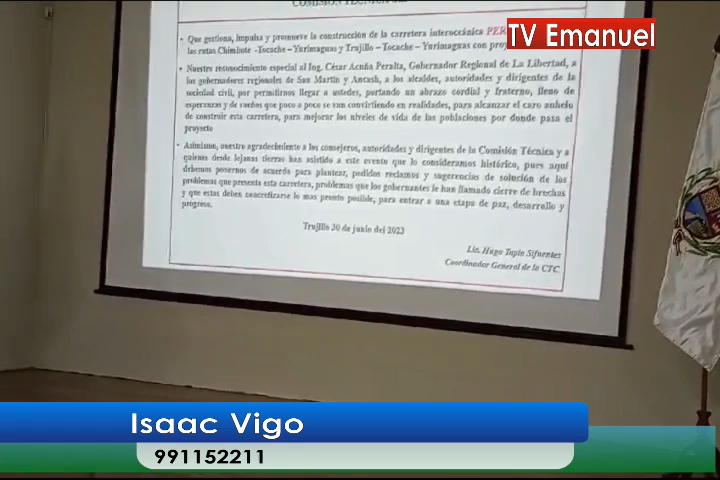 COMISIÓN TÉCNICA
TV Emanuel
• Que gestiona, impulsa y promueve la construcción de la carretera interoceánica PER
las rutas Chimbote -Tocache – Yurimaguas y Trujillo – Tocache – Yurimaguas con proy
• Nuestro reconocimiento especial al Ing. César Acuña Peralta, Gobernador Regional de La Libertad, a
los gobernadores regionales de San Martín y Ancash, a los alcaldes, autoridades y dirigentes de la
sociedad civil, por permitirnos llegar a ustedes, portando un abrazo cordial y fraterno, lleno de
esperanzas y de sueños que poco a poco se van convirtiendo en realidades, para alcanzar el caro anhelo
de construir esta carretera, para mejorar los niveles de vida de las poblaciones por donde pasa el
proyecto
• Asimismo, nuestro agradecimiento a los consejeros, autoridades y dirigentes de la Comisión Técnica y a
quienes desde lejanas tierras han asistido a este evento que lo consideramos histórico, pues aquí
debemos ponernos de acuerdo para plantear, pedidos reclamos y sugerencias de solución de los
problemas que presenta esta carretera, problemas que los gobernantes le han llamado cierre de brechas
y que estas deben concretizarse lo mas pronto posible, para entrar a una etapa de paz, desarrollo y
progreso.
Trujillo 30 de junio del 2023
Lic. Hugo Tapia Sifuentes
Coordinador General de la CTC
Isaac Vigo
991152211